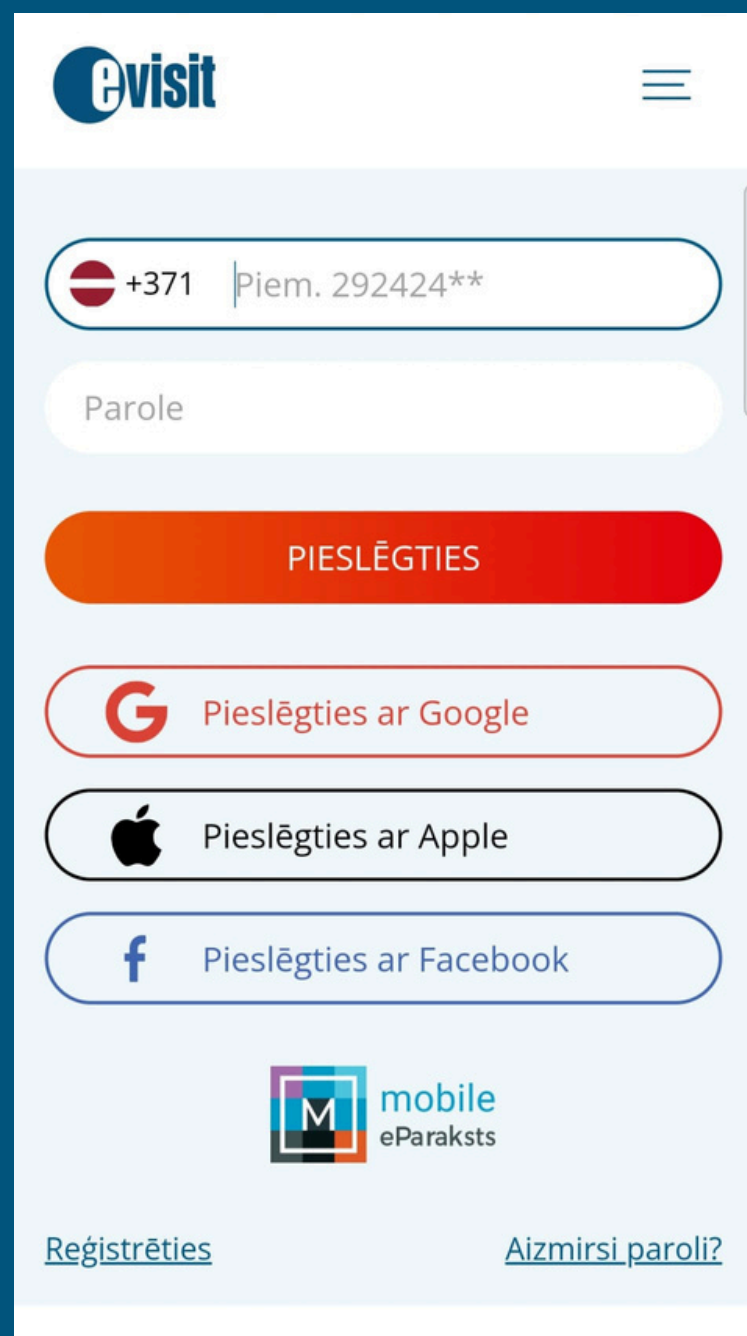 evisit
+371 Piem. 292424**
Parole
PIESLĒGTIES
G Pieslēgties ar Google
Pieslēgties ar Apple
f Pieslēgties ar Facebook
M mobile
eParaksts
Reģistrēties Aizmirsi paroli?